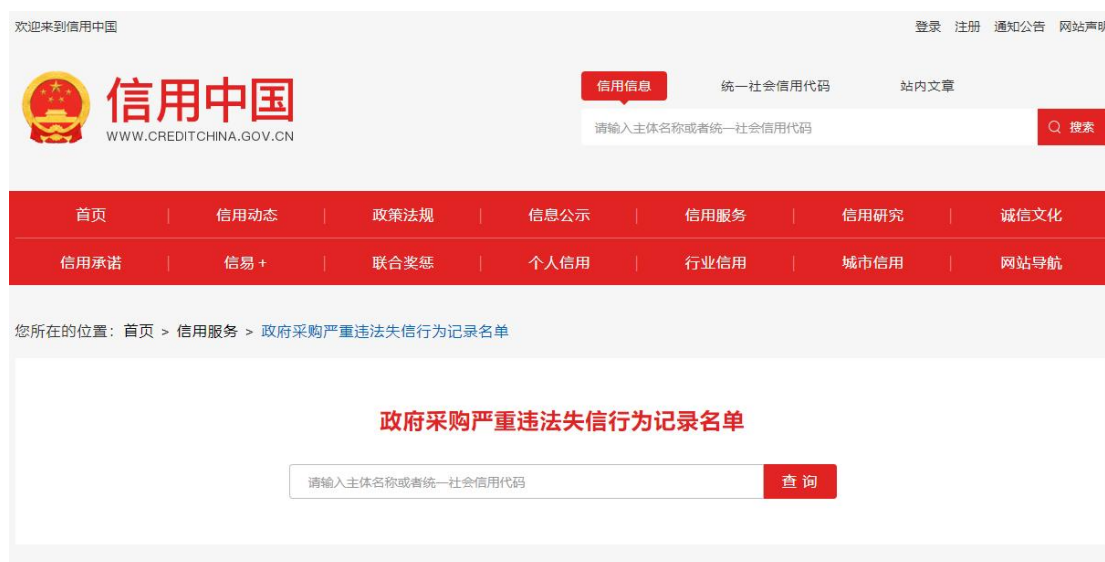 欢迎来到信用中国
登录 注册 通知公告 网站声明
信用中国
WWW.CREDITCHINA.GOV.CN
信用信息 统一社会信用代码 站内文章
请输入主体名称或者统一社会信用代码 搜索
首页 信用动态 政策法规 信息公示 信用服务 信用研究 诚信文化
信用承诺 信易+ 联合奖惩 个人信用 行业信用 城市信用 网站导航
您所在的位置：首页 > 信用服务 > 政府采购严重违法失信行为记录名单
政府采购严重违法失信行为记录名单
请输入主体名称或者统一社会信用代码 查询